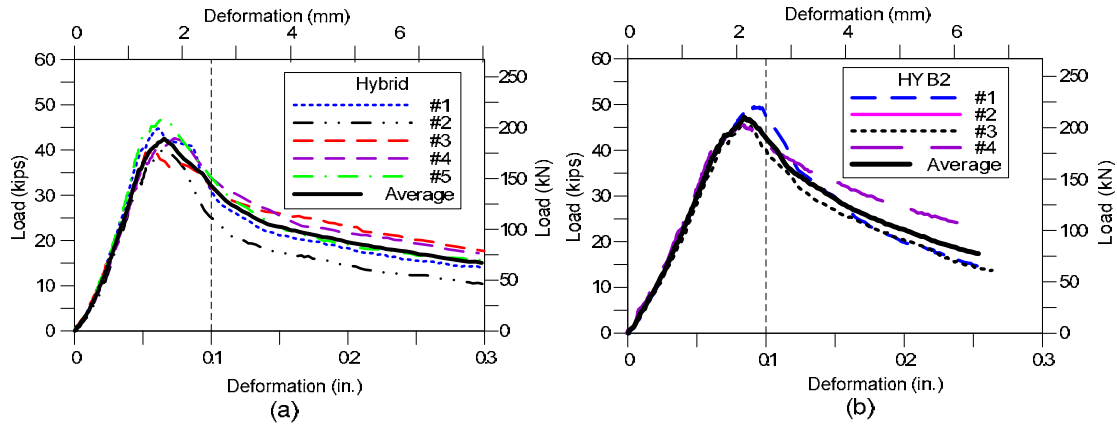 Deformation (mm)
0 2 4 6
60
50
40
30
20
10
0
Load (kips)
250
200
150
100
50
0
Load (kN)
Hybrid
#1
#2
#3
#4
#5
Average
0 0.1 0.2 0.3
Deformation (in.)
(a)
Deformation (mm)
0 2 4 6
60
50
40
30
20
10
0
Load (kips)
250
200
150
100
50
0
Load (kN)
HY B2
#1
#2
#3
#4
Average
0 0.1 0.2 0.3
Deformation (in.)
(b)